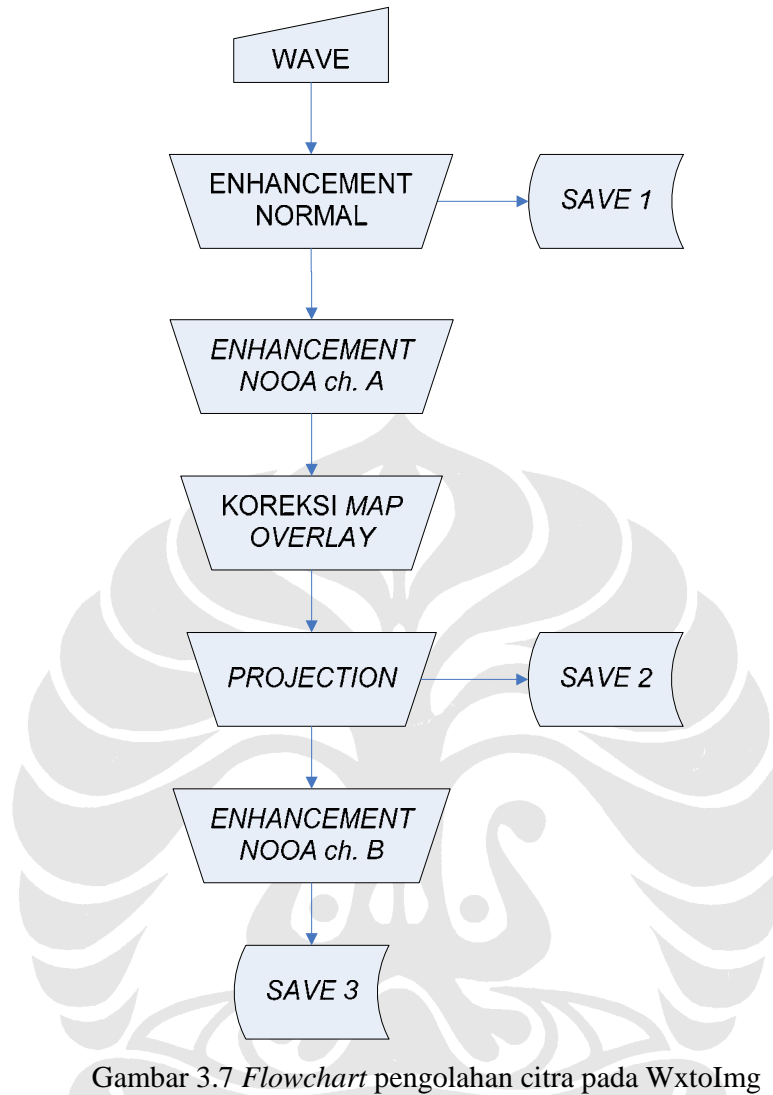 WAVE
ENHANCEMENT
NORMAL
SAVE 1
ENHANCEMENT
NOOA ch. A
KOREKSI MAP
OVERLAY
PROJECTION
SAVE 2
ENHANCEMENT
NOOA ch. B
SAVE 3
Gambar 3.7 Flowchart pengolahan citra pada WxtoImg